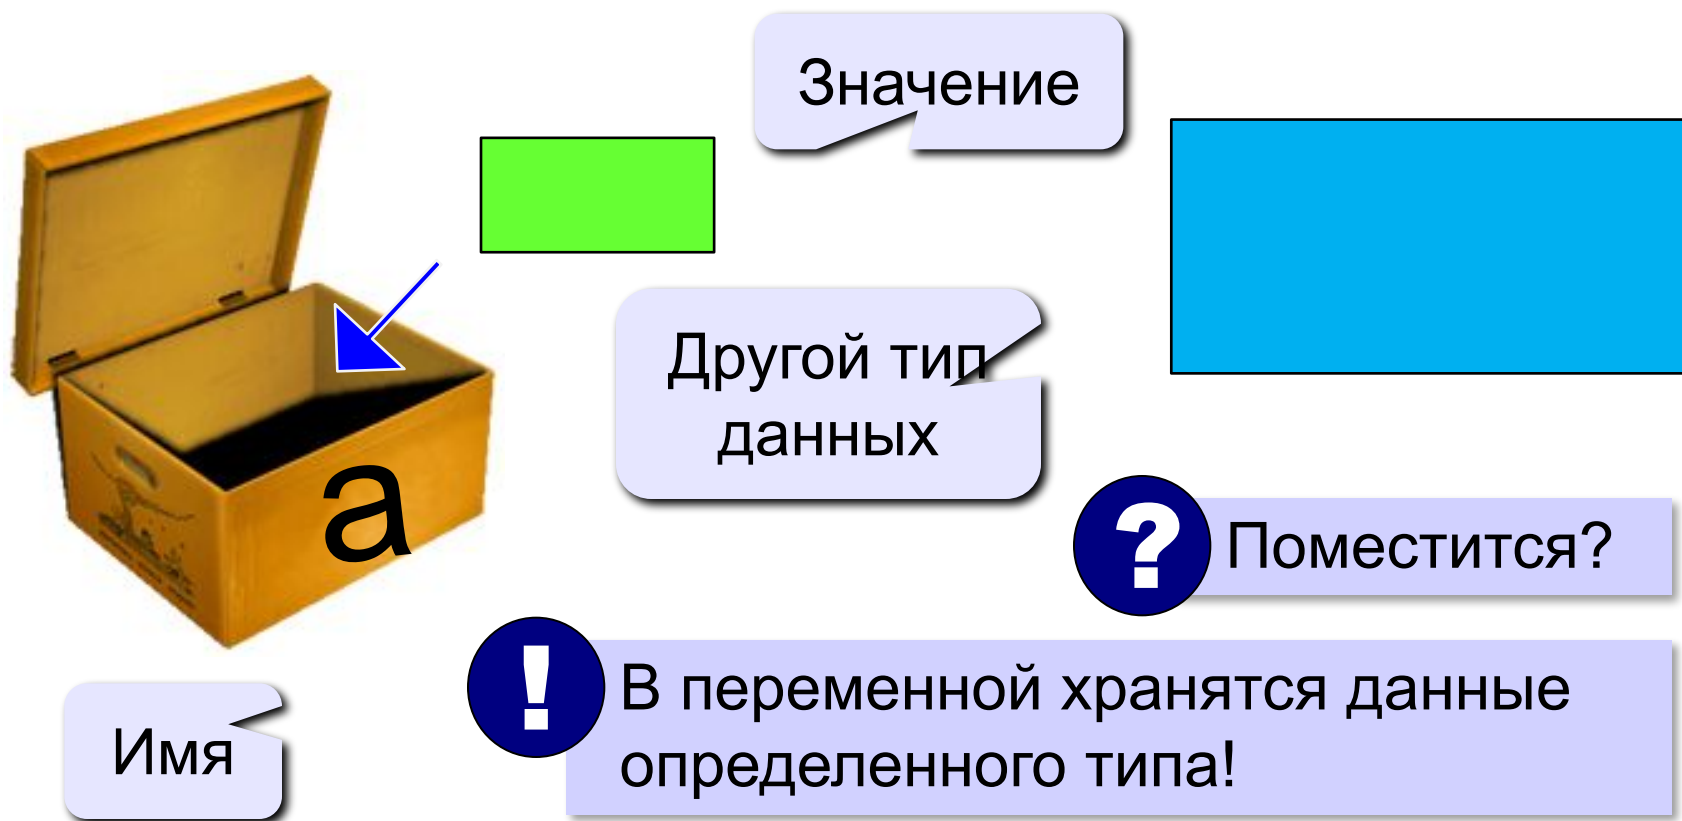 Значение
Другой тип
данных
a
? Поместится?
! В переменной хранятся данные
определенного типа!
Имя